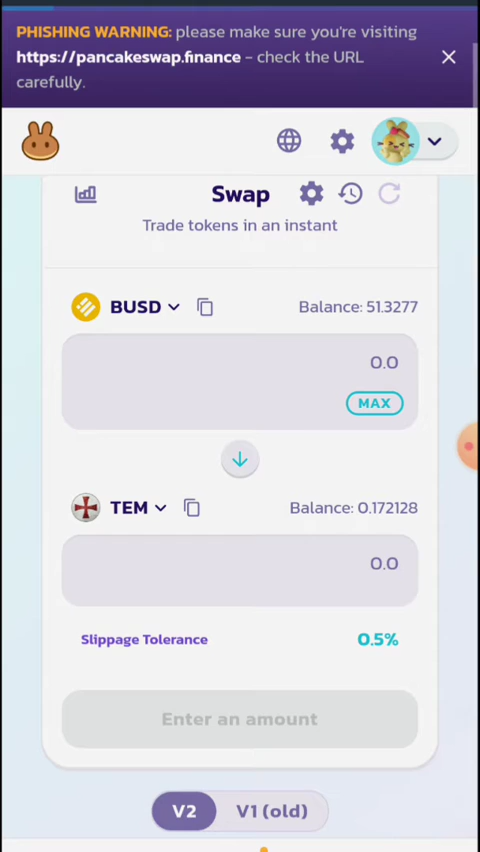 PHISHING WARNING: please make sure you're visiting
https://pancakeswap.finance - check the URL
carefully.
Swap
Trade tokens in an instant
BUSD
Balance: 51.3277
0.0
MAX
TEM
Balance: 0.172128
0.0
Slippage Tolerance
0.5%
Enter an amount
V2
V1 (old)